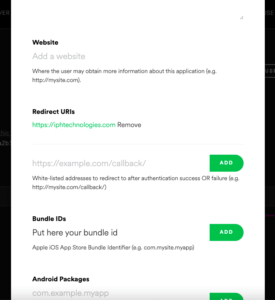 Website
Add a website
Where the user may obtain more information about this application (e.g.
http://mysite.com).
Redirect URIs
https://iphtechnologies.com Remove
https://example.com/callback/
ADD
White-listed addresses to redirect to after authentication success OR failure (e.g.
http://mysite.com/callback/)
Bundle IDs
Put here your bundle id
ADD
Apple iOS App Store Bundle Identifier (e.g. com.mysite.myapp)
Android Packages
com.example.myapp
ADD